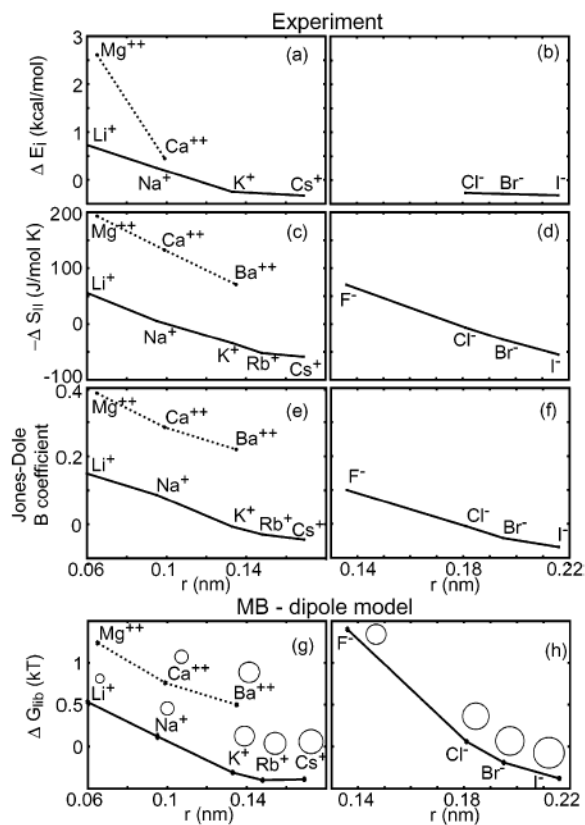 Experiment
(a) (b)
Δ Ei (kcal/mol)
3
2
1
0
Mg++
Li+
Ca++
Na+ K+ Cs+
Cl- Br- I-
(c) (d)
−Δ SII (J/mol K)
200
100
0
-100
Mg++
Ca++
Ba++
Li+
Na+
K+ Rb+ Cs+
F-
Cl- Br- I-
(e) (f)
Jones-Dole
B coefficient
0.4
0.2
0
Mg++
Ca++
Ba++
Li+
Na+
K+ Rb+ Cs+
F-
Cl- Br- I-
0.06 0.1 0.14 0.14 0.18 0.22
r (nm) r (nm)
MB - dipole model
(g) (h)
Δ Glib (kT)
1
0.5
0
Mg++
Ca++
Ba++
Li+
Na+
K+ Rb+ Cs+
F-
Cl-
Br- I-
0.06 0.1 0.14 0.14 0.18 0.22
r (nm) r (nm)